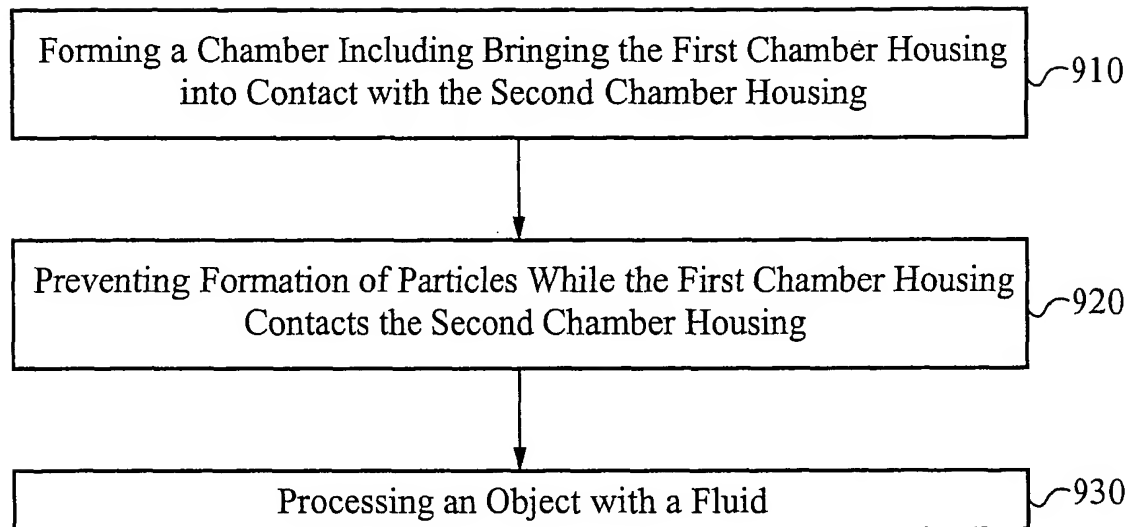 Forming a Chamber Including Bringing the First Chamber Housing
into Contact with the Second Chamber Housing
910
Preventing Formation of Particles While the First Chamber Housing
Contacts the Second Chamber Housing
920
Processing an Object with a Fluid
930